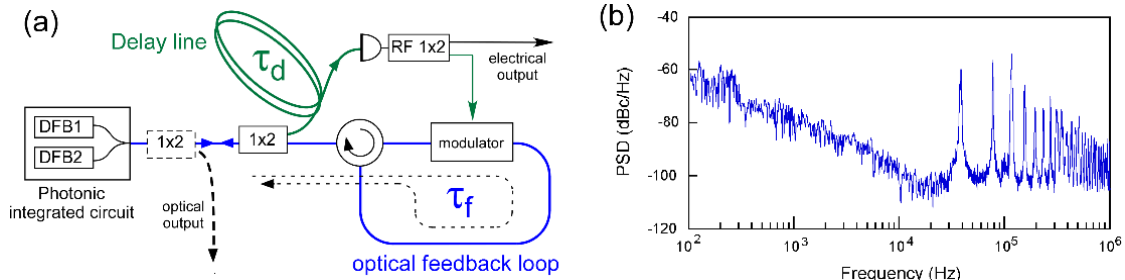 (a)
Delay line
τd
RF 1x2
electrical
output
DFB1
DFB2
1x2
1x2
modulator
Photonic
integrated circuit
optical
output
τf
optical feedback loop
(b)
PSD (dBc/Hz)
-40
-60
-80
-100
-120
10²
10³
10⁴
10⁵
10⁶
Frequency (Hz)